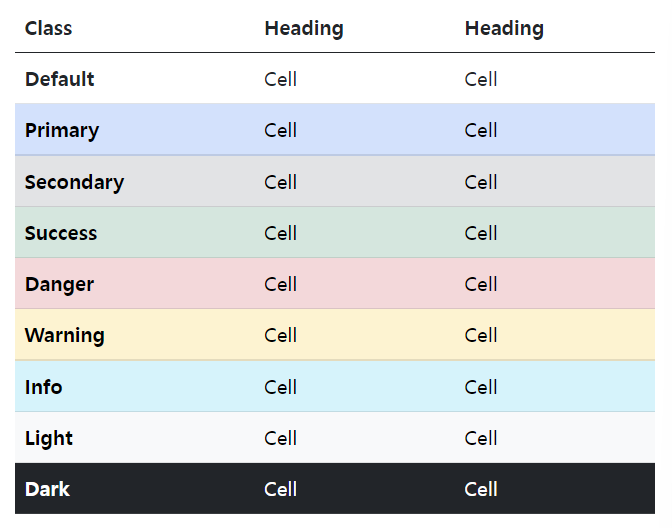 Class Heading Heading
Default Cell Cell
Primary Cell Cell
Secondary Cell Cell
Success Cell Cell
Danger Cell Cell
Warning Cell Cell
Info Cell Cell
Light Cell Cell
Dark Cell Cell